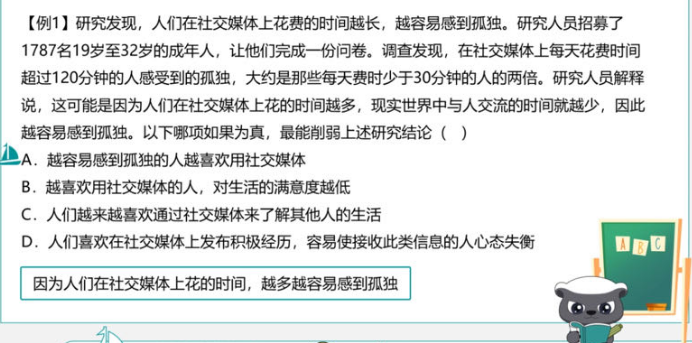 【例1】研究发现，人们在社交媒体上花费的时间越长，越容易感到孤独。研究人员招募了
1787名19岁至32岁的成年人，让他们完成一份问卷。调查发现，在社交媒体上每天花费时间
超过120分钟的人感受到的孤独，大约是那些每天费时少于30分钟的人的两倍。研究人员解释
说，这可能是因为人们在社交媒体上花的时间越多，现实世界中与人交流的时间就越少，因此
越容易感到孤独。以下哪项如果为真，最能削弱上述研究结论（ ）
A．越容易感到孤独的人越喜欢用社交媒体
B．越喜欢用社交媒体的人，对生活的满意度越低
C．人们越来越喜欢通过社交媒体来了解其他人的生活
D．人们喜欢在社交媒体上发布积极经历，容易使接收此类信息的人心态失衡
A B C
因为人们在社交媒体上花的时间，越多越容易感到孤独